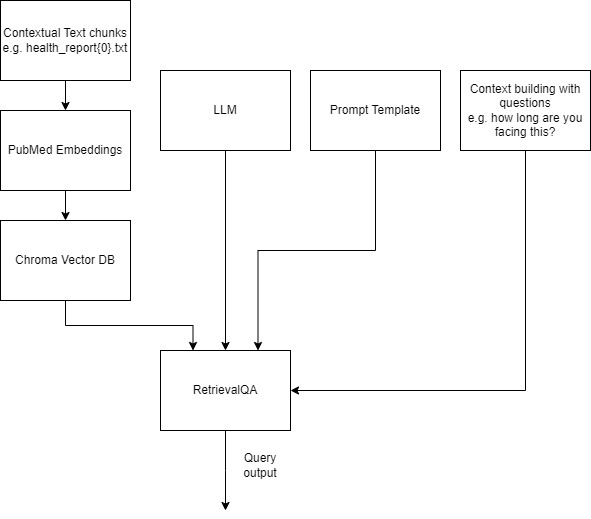 Contextual Text chunks
e.g. health_report{0}.txt
PubMed Embeddings
Chroma Vector DB
LLM
Prompt Template
Context building with
questions
e.g. how long are you
facing this?
RetrievalQA
Query
output